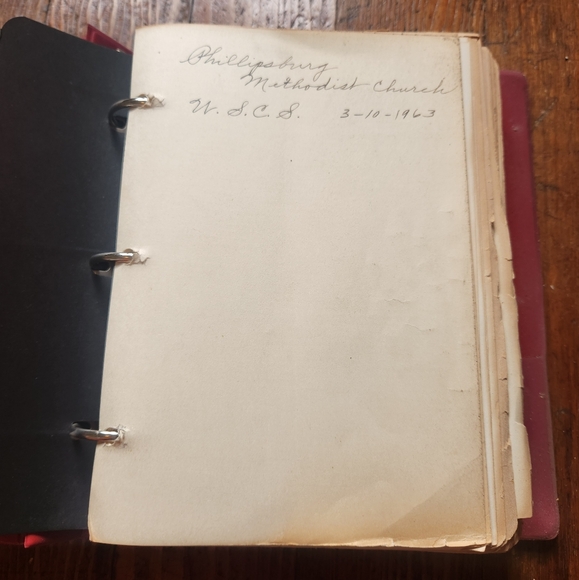 Phillipsburg
Methodist Church
W. S. C. S. 3-10-1963